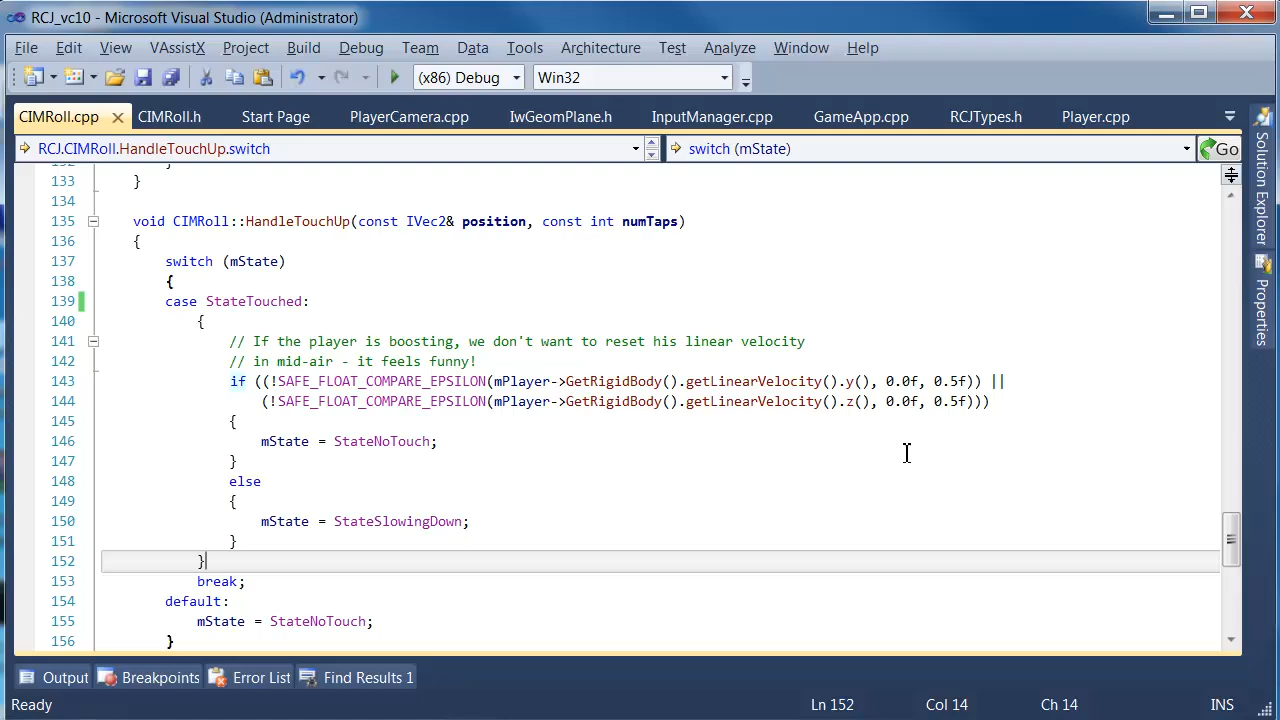 RCJ_vc10 - Microsoft Visual Studio (Administrator)
File Edit View VAssistX Project Build Debug Team Data Tools Architecture Test Analyze Window Help
(x86) Debug Win32
CIMRoll.cpp CIMRoll.h Start Page PlayerCamera.cpp IwGeomPlane.h InputManager.cpp GameApp.cpp RCJTypes.h Player.cpp
RCJ.CIMRoll.HandleTouchUp.switch switch (mState) Go
133 }
134
135 void CIMRoll::HandleTouchUp(const IVec2& position, const int numTaps)
136 {
137 switch (mState)
138 {
139 case StateTouched:
140 {
141 // If the player is boosting, we don't want to reset his linear velocity
142 // in mid-air - it feels funny!
143 if ((!SAFE_FLOAT_COMPARE_EPSILON(mPlayer->GetRigidBody().getLinearVelocity().y(), 0.0f, 0.5f)) ||
144 (!SAFE_FLOAT_COMPARE_EPSILON(mPlayer->GetRigidBody().getLinearVelocity().z(), 0.0f, 0.5f)))
145 {
146 mState = StateNoTouch;
147 }
148 else
149 {
150 mState = StateSlowingDown;
151 }
152 }
153 break;
154 default:
155 mState = StateNoTouch;
156 }
Solution Explorer
Properties
Output Breakpoints Error List Find Results 1
Ready Ln 152 Col 14 Ch 14 INS